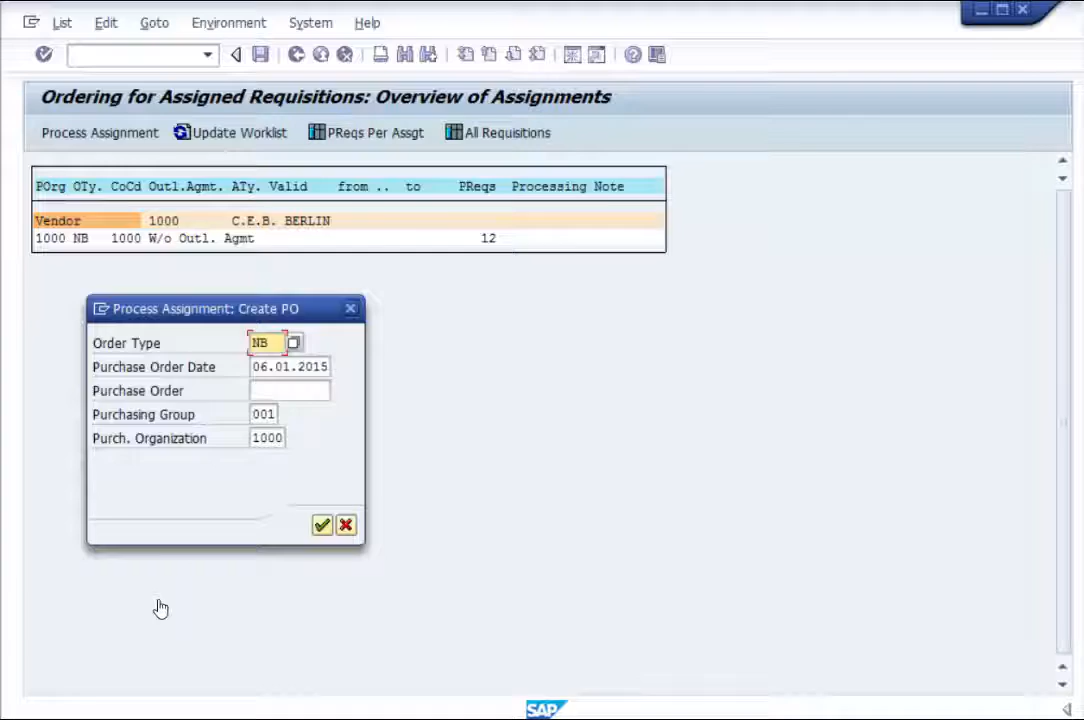 List Edit Goto Environment System Help
Ordering for Assigned Requisitions: Overview of Assignments
Process Assignment Update Worklist PReqs Per Assgt All Requisitions
POrg OTy. CoCd Outl.Agmt. ATy. Valid from .. to PReqs Processing Note
Vendor 1000 C.E.B. BERLIN
1000 NB 1000 W/o Outl. Agmt 12
Process Assignment: Create PO
Order Type NB
Purchase Order Date 06.01.2015
Purchase Order
Purchasing Group 001
Purch. Organization 1000
SAP